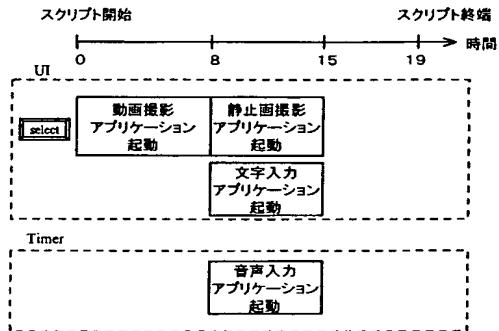 スクリプト開始 スクリプト終端
時間
0 8 15 19
UI
select
動画撮影
アプリケーション
起動
静止画撮影
アプリケーション
起動
文字入力
アプリケーション
起動
Timer
音声入力
アプリケーション
起動